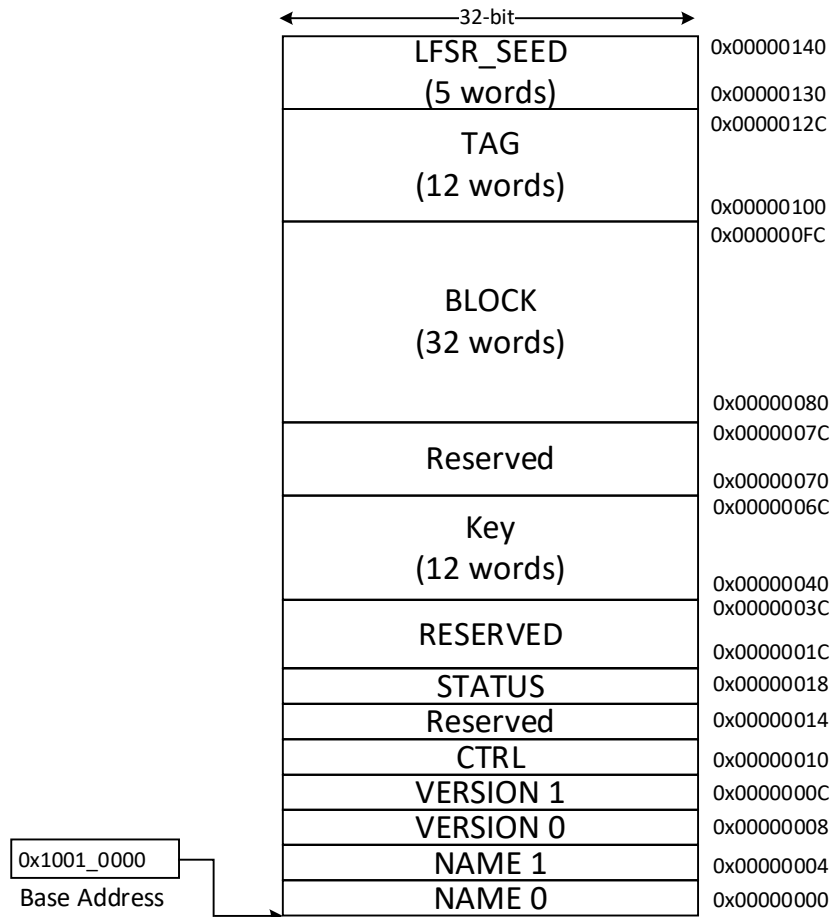 32-bit
LFSR_SEED
(5 words)
0x00000140
0x00000130
TAG
(12 words)
0x0000012C
0x00000100
BLOCK
(32 words)
0x000000FC
0x00000080
Reserved
0x0000007C
0x00000070
Key
(12 words)
0x0000006C
0x00000040
RESERVED
0x0000003C
0x0000001C
STATUS
0x00000018
Reserved
0x00000014
CTRL
0x00000010
VERSION 1
0x0000000C
VERSION 0
0x00000008
NAME 1
0x00000004
NAME 0
0x00000000
0x1001_0000
Base Address